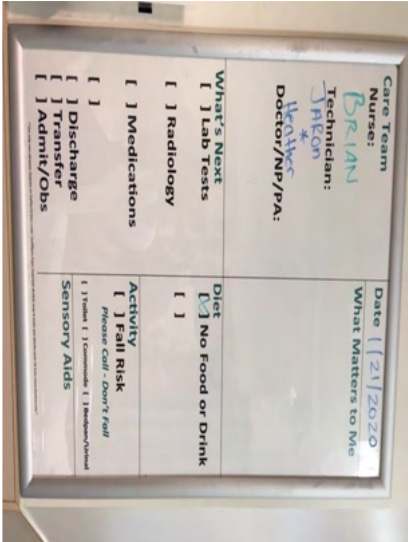 Care Team
Nurse:
BRIAN
Technician:
JARON
*
Heather
Doctor/NP/PA:
Date 1/21/2020
What Matters to Me
What's Next
[ ] Lab Tests
[ ] Radiology
[ ] Medications
[ ]
[ ] Discharge
[ ] Transfer
[ ] Admit/Obs
Diet
[X] No Food or Drink
[ ]
Activity
[ ] Fall Risk
Please Call - Don't Fall
[ ] Toilet [ ] Commode [ ] Bedpan/Urinal
Sensory Aids